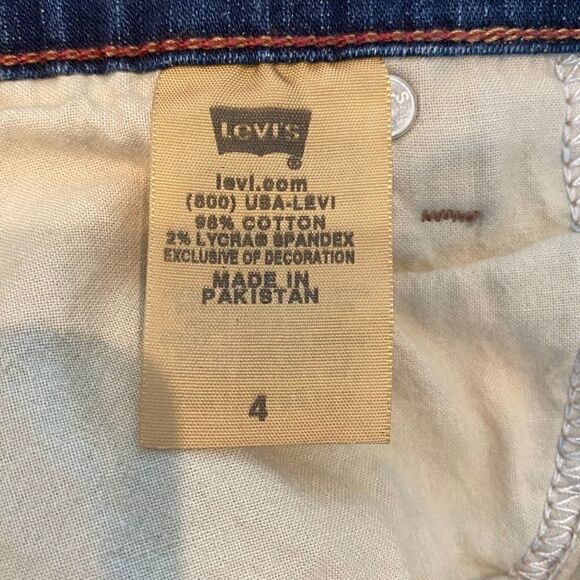 Levi's
levi.com
(800) USA-LEVI
98% COTTON
2% LYCRA® SPANDEX
EXCLUSIVE OF DECORATION
MADE IN
PAKISTAN
4